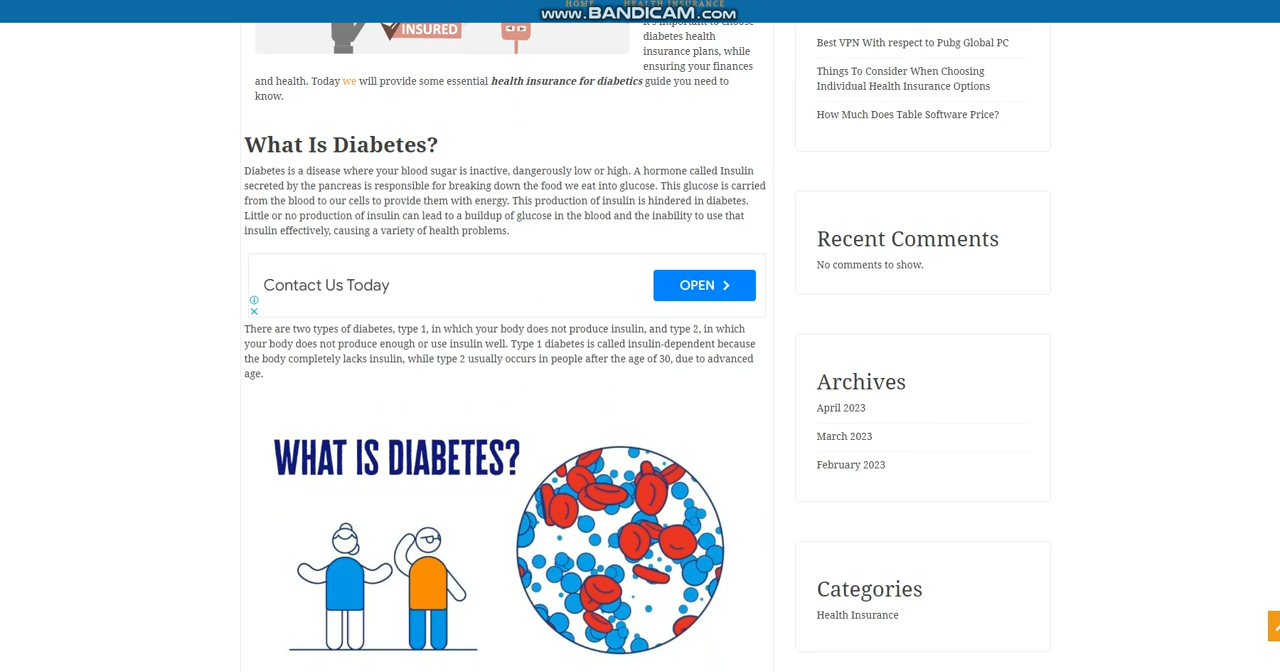 HOME HEALTH INSURANCE
www.BANDICAM.com
INSURED
It's important to choose
diabetes health
insurance plans, while
ensuring your finances
and health. Today we will provide some essential health insurance for diabetics guide you need to
know.
What Is Diabetes?
Diabetes is a disease where your blood sugar is inactive, dangerously low or high. A hormone called Insulin
secreted by the pancreas is responsible for breaking down the food we eat into glucose. This glucose is carried
from the blood to our cells to provide them with energy. This production of insulin is hindered in diabetes.
Little or no production of insulin can lead to a buildup of glucose in the blood and the inability to use that
insulin effectively, causing a variety of health problems.
Contact Us Today
OPEN
There are two types of diabetes, type 1, in which your body does not produce insulin, and type 2, in which
your body does not produce enough or use insulin well. Type 1 diabetes is called insulin-dependent because
the body completely lacks insulin, while type 2 usually occurs in people after the age of 30, due to advanced
age.
WHAT IS DIABETES?
Best VPN With respect to Pubg Global PC
Things To Consider When Choosing
Individual Health Insurance Options
How Much Does Table Software Price?
Recent Comments
No comments to show.
Archives
April 2023
March 2023
February 2023
Categories
Health Insurance